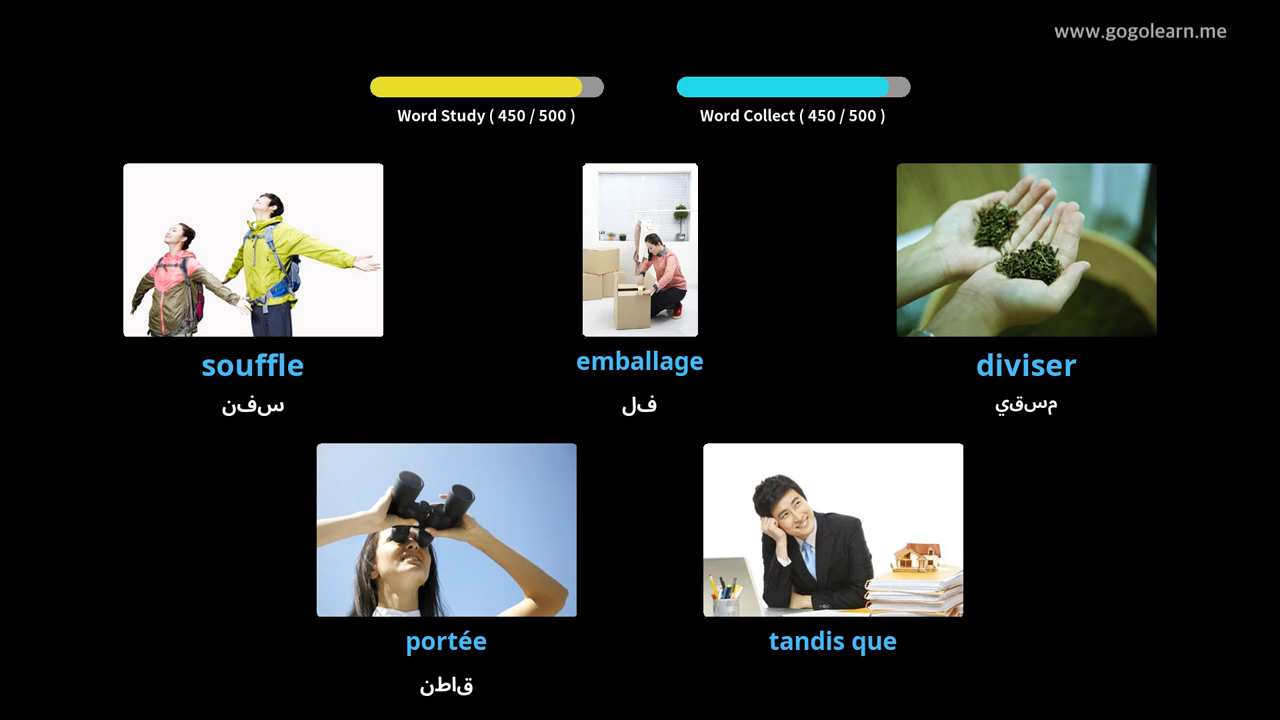 www.gogolearn.me
Word Study ( 450 / 500 )
Word Collect ( 450 / 500 )
souffle
سفن
emballage
فل
diviser
مسقي
portée
قاطن
tandis que